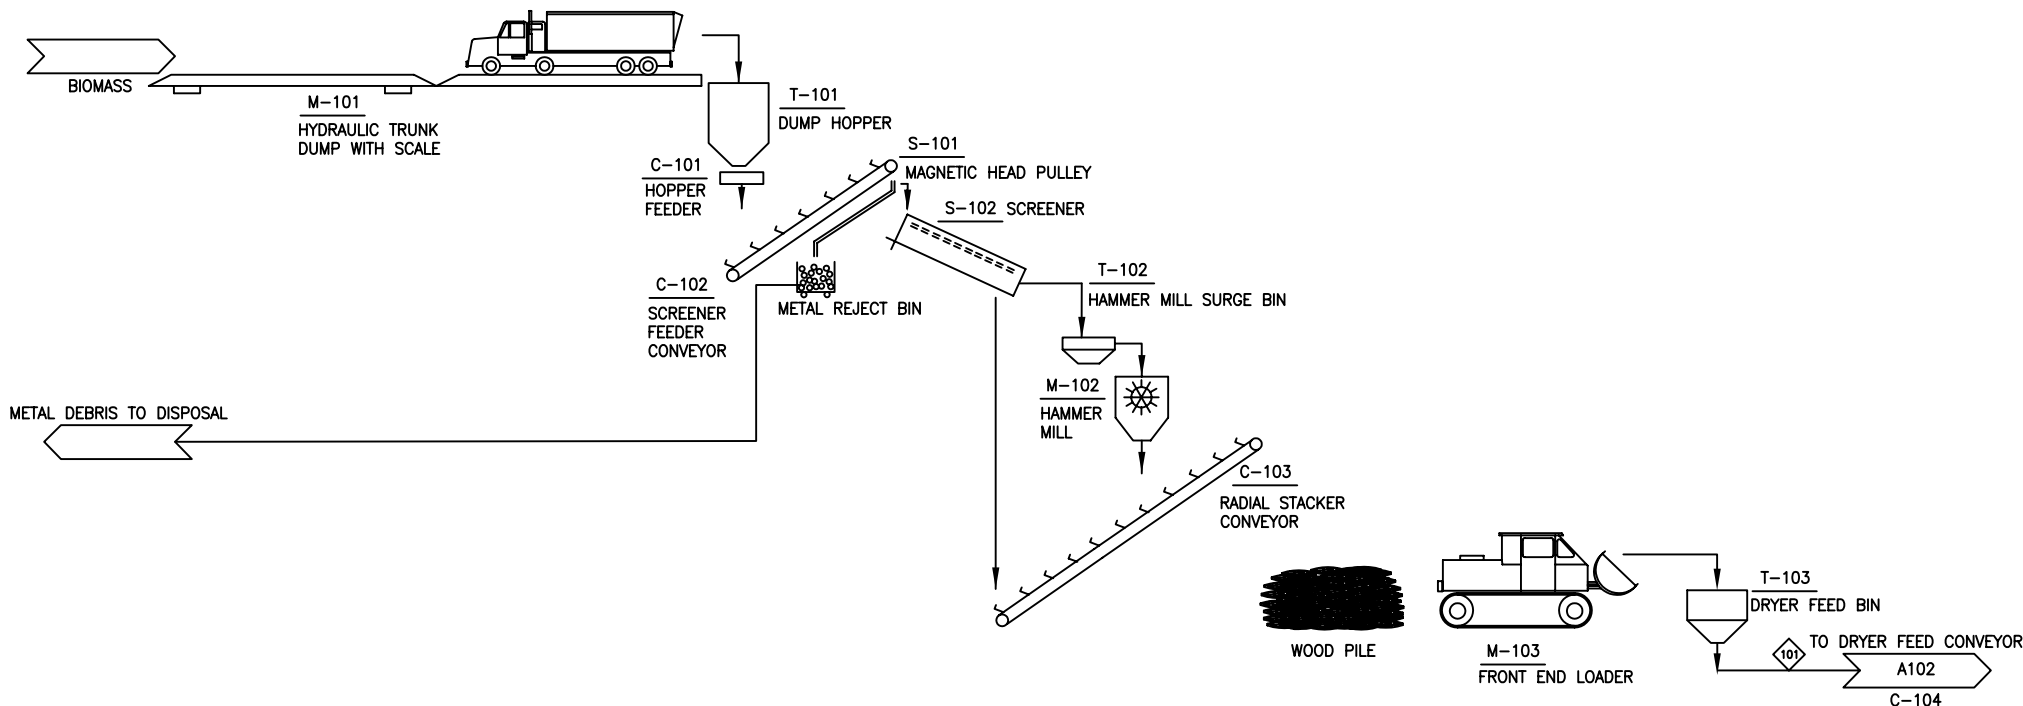 BIOMASS
M-101
HYDRAULIC TRUNK
DUMP WITH SCALE
T-101
DUMP HOPPER
C-101
HOPPER
FEEDER
S-101
MAGNETIC HEAD PULLEY
S-102 SCREENER
C-102
SCREENER
FEEDER
CONVEYOR
METAL REJECT BIN
T-102
HAMMER MILL SURGE BIN
M-102
HAMMER
MILL
METAL DEBRIS TO DISPOSAL
C-103
RADIAL STACKER
CONVEYOR
WOOD PILE
M-103
FRONT END LOADER
T-103
DRYER FEED BIN
101
TO DRYER FEED CONVEYOR
A102
C-104